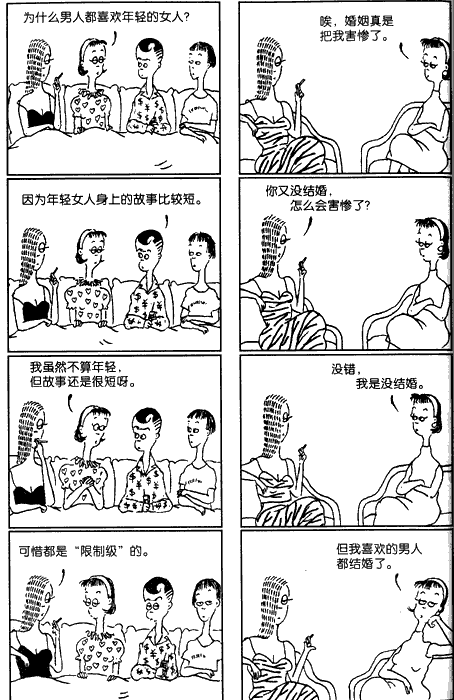 为什么男人都喜欢年轻的女人?
因为年轻女人身上的故事比较短。
我虽然不算年轻,
但故事还是很短呀。
可惜都是“限制级”的。
唉,婚姻真是
把我害惨了。
你又没结婚,
怎么会害惨了?
没错,
我是没结婚。
但我喜欢的男人
都结婚了。